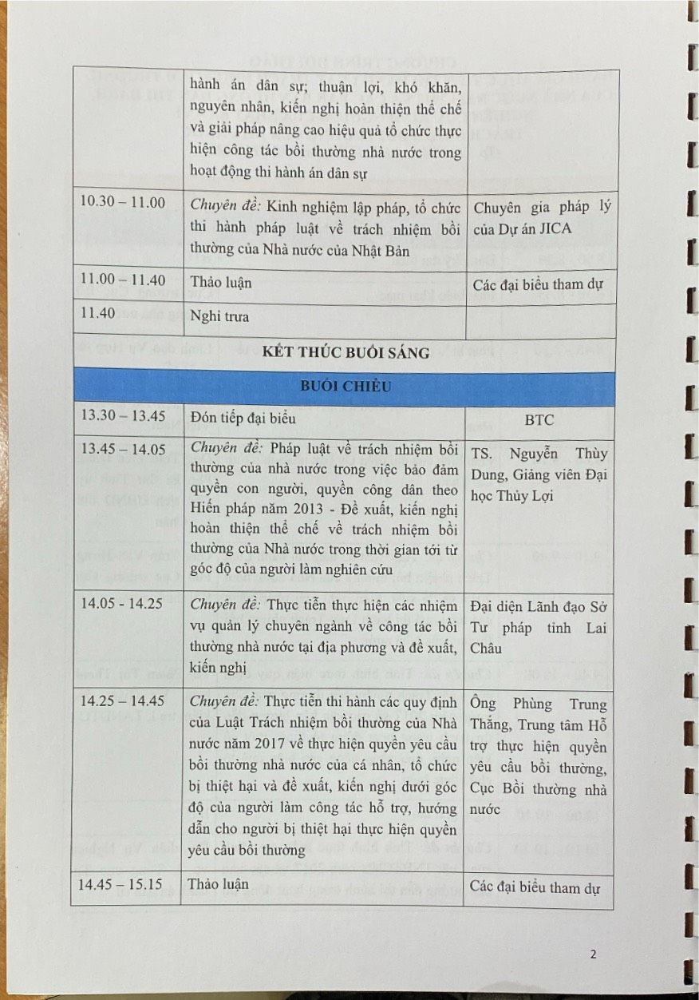 hành án dân sự; thuận lợi, khó khăn,
nguyên nhân, kiến nghị hoàn thiện thể chế
và giải pháp nâng cao hiệu quả tổ chức thực
hiện công tác bồi thường nhà nước trong
hoạt động thi hành án dân sự
10.30 – 11.00
Chuyên đề: Kinh nghiệm lập pháp, tổ chức
thi hành pháp luật về trách nhiệm bồi
thường của Nhà nước của Nhật Bản
Chuyên gia pháp lý
của Dự án JICA
11.00 – 11.40
Thảo luận
Các đại biểu tham dự
11.40
Nghỉ trưa
KẾT THÚC BUỔI SÁNG
BUỔI CHIỀU
13.30 – 13.45
Đón tiếp đại biểu
BTC
13.45 – 14.05
Chuyên đề: Pháp luật về trách nhiệm bồi
thường của nhà nước trong việc bảo đảm
quyền con người, quyền công dân theo
Hiến pháp năm 2013 - Đề xuất, kiến nghị
hoàn thiện thể chế về trách nhiệm bồi
thường của Nhà nước trong thời gian tới từ
góc độ của người làm nghiên cứu
TS. Nguyễn Thùy
Dung, Giảng viên Đại
học Thủy Lợi
14.05 - 14.25
Chuyên đề: Thực tiễn thực hiện các nhiệm
vụ quản lý chuyên ngành về công tác bồi
thường nhà nước tại địa phương và đề xuất,
kiến nghị
Đại diện Lãnh đạo Sở
Tư pháp tỉnh Lai
Châu
14.25 – 14.45
Chuyên đề: Thực tiễn thi hành các quy định
của Luật Trách nhiệm bồi thường của Nhà
nước năm 2017 về thực hiện quyền yêu cầu
bồi thường nhà nước của cá nhân, tổ chức
bị thiệt hại và đề xuất, kiến nghị dưới góc
độ của người làm công tác hỗ trợ, hướng
dẫn cho người bị thiệt hại thực hiện quyền
yêu cầu bồi thường
Ông Phùng Trung
Thắng, Trung tâm Hỗ
trợ thực hiện quyền
yêu cầu bồi thường,
Cục Bồi thường nhà
nước
14.45 – 15.15
Thảo luận
Các đại biểu tham dự
2